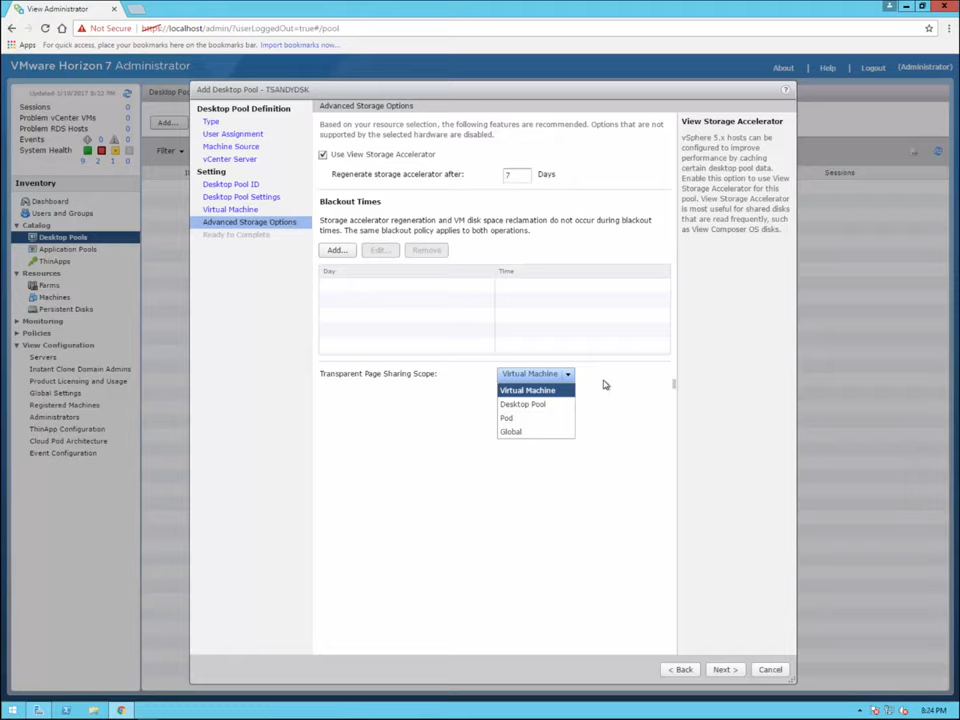 View Administrator
Not Secure
https://localhost/admin/?userLoggedOut=true#/pool
Apps
For quick access, place your bookmarks here on the bookmarks bar. Import bookmarks now...
VMware Horizon 7 Administrator
About
Help
Logout
(Administrator)
Updated 1/19/2017 8:22 PM
Sessions 0
Problem vCenter VMs 0
Problem RDS Hosts 0
Events 0 0
System Health
9 2 1
Inventory
Dashboard
Users and Groups
Catalog
Desktop Pools
Application Pools
ThinApps
Resources
Farms
Machines
Persistent Disks
Monitoring
Policies
View Configuration
Servers
Instant Clone Domain Admins
Product Licensing and Usage
Global Settings
Registered Machines
Administrators
ThinApp Configuration
Cloud Pod Architecture
Event Configuration
Desktop Poo
Add...
Filter
Sessions
Add Desktop Pool - TSANDYDSK
?
Desktop Pool Definition
Type
User Assignment
Machine Source
vCenter Server
Setting
Desktop Pool ID
Desktop Pool Settings
Virtual Machine
Advanced Storage Options
Ready to Complete
Advanced Storage Options
Based on your resource selection, the following features are recommended. Options that are not
supported by the selected hardware are disabled.
Use View Storage Accelerator
Regenerate storage accelerator after: 7 Days
Blackout Times
Storage accelerator regeneration and VM disk space reclamation do not occur during blackout
times. The same blackout policy applies to both operations.
Add...
Edit...
Remove
Day
Time
Transparent Page Sharing Scope:
Virtual Machine
Virtual Machine
Desktop Pool
Pod
Global
View Storage Accelerator
vSphere 5.x hosts can be
configured to improve
performance by caching
certain desktop pool data.
Enable this option to use View
Storage Accelerator for this
pool. View Storage Accelerator
is most useful for shared disks
that are read frequently, such
as View Composer OS disks.
< Back
Next >
Cancel
8:24 PM